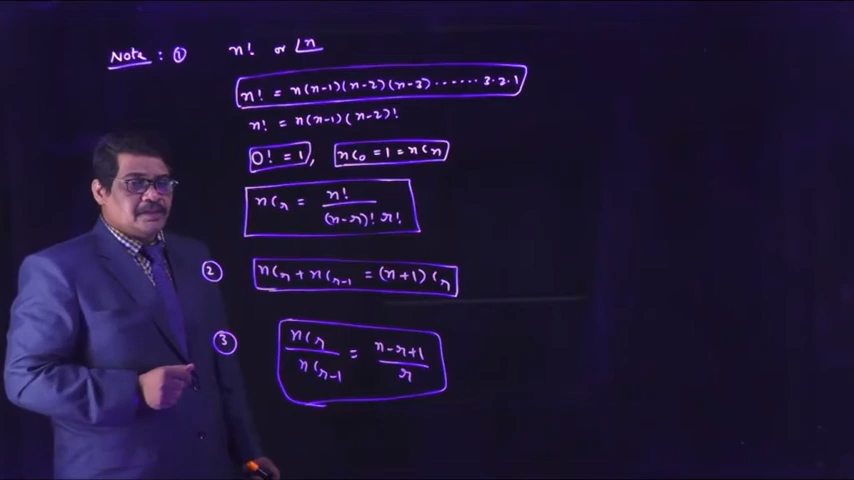 Note : ① n! or ∟n
n! = n(n-1)(n-2)(n-3) ...... 3·2·1
n! = n(n-1)(n-2)!
0! = 1, nC₀ = 1 = nCₙ
nCᵣ = n! / (n-r)! r!
② nCᵣ + nCᵣ₋₁ = (n+1)Cᵣ
③ nCᵣ / nCᵣ₋₁ = n-r+1 / r